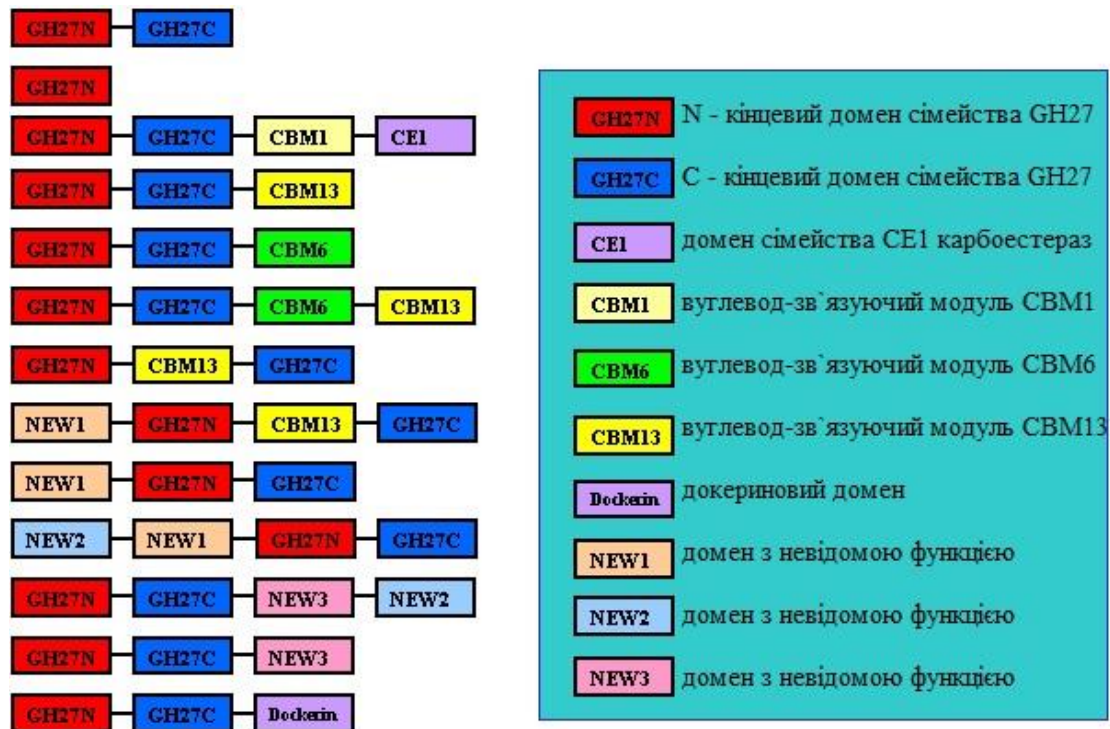 GH27N GH27C
GH27N
GH27N GH27C CBM1 CE1
GH27N GH27C CBM13
GH27N GH27C CBM6
GH27N GH27C CBM6 CBM13
GH27N CBM13 GH27C
NEW1 GH27N CBM13 GH27C
NEW1 GH27N GH27C
NEW2 NEW1 GH27N GH27C
GH27N GH27C NEW3 NEW2
GH27N GH27C NEW3
GH27N GH27C Dockerin
GH27N N - кінцевий домен сімейства GH27
GH27C C - кінцевий домен сімейства GH27
CE1 домен сімейства CE1 карбоестераз
CBM1 вуглевод-зв`язуючий модуль CBM1
CBM6 вуглевод-зв`язуючий модуль CBM6
CBM13 вуглевод-зв`язуючий модуль CBM13
Dockerin докериновий домен
NEW1 домен з невідомою функцією
NEW2 домен з невідомою функцією
NEW3 домен з невідомою функцією